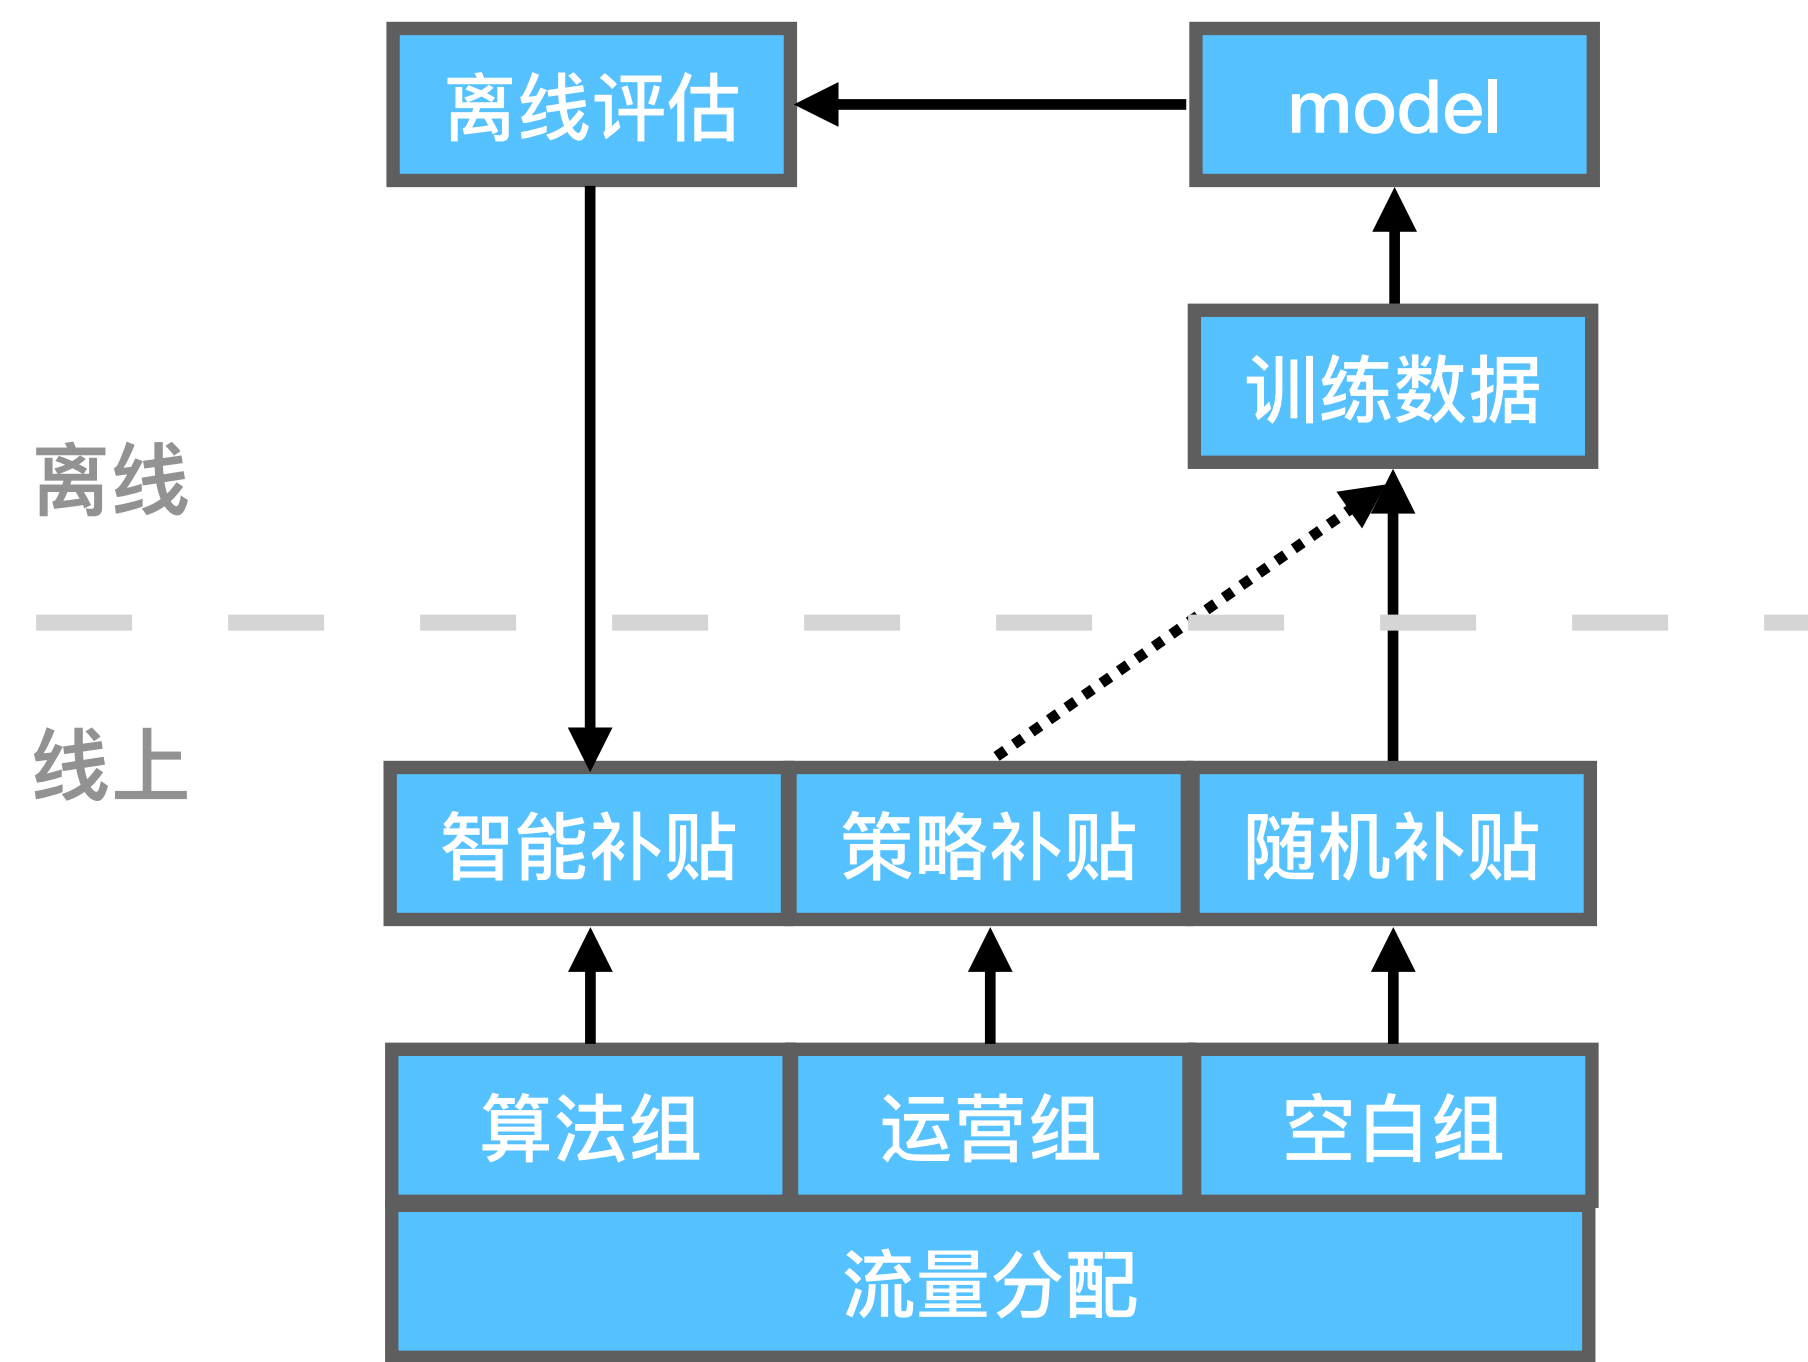 离线评估
model
训练数据
离线
线上
智能补贴
策略补贴
随机补贴
算法组
运营组
空白组
流量分配